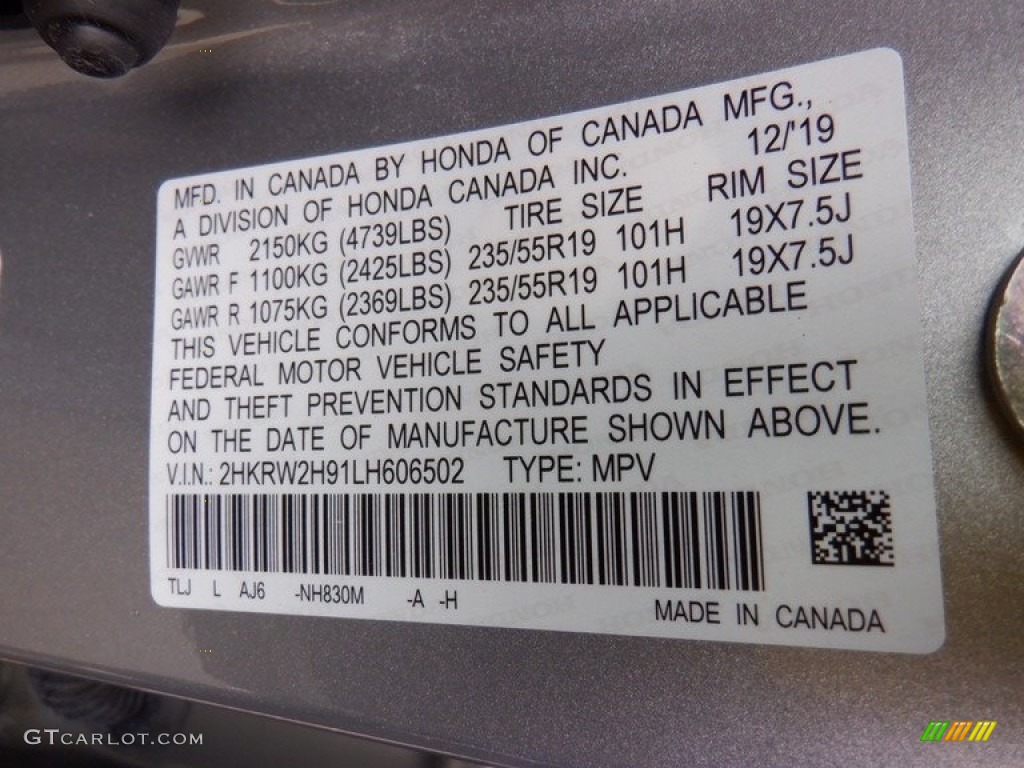 MFD. IN CANADA BY HONDA OF CANADA MFG.,
A DIVISION OF HONDA CANADA INC. 12/'19
GVWR 2150KG (4739LBS) TIRE SIZE RIM SIZE
GAWR F 1100KG (2425LBS) 235/55R19 101H 19X7.5J
GAWR R 1075KG (2369LBS) 235/55R19 101H 19X7.5J
THIS VEHICLE CONFORMS TO ALL APPLICABLE
FEDERAL MOTOR VEHICLE SAFETY
AND THEFT PREVENTION STANDARDS IN EFFECT
ON THE DATE OF MANUFACTURE SHOWN ABOVE.
V.I.N.: 2HKRW2H91LH606502 TYPE: MPV
TLJ L AJ6 -NH830M -A -H
MADE IN CANADA
GTCARLOT.COM